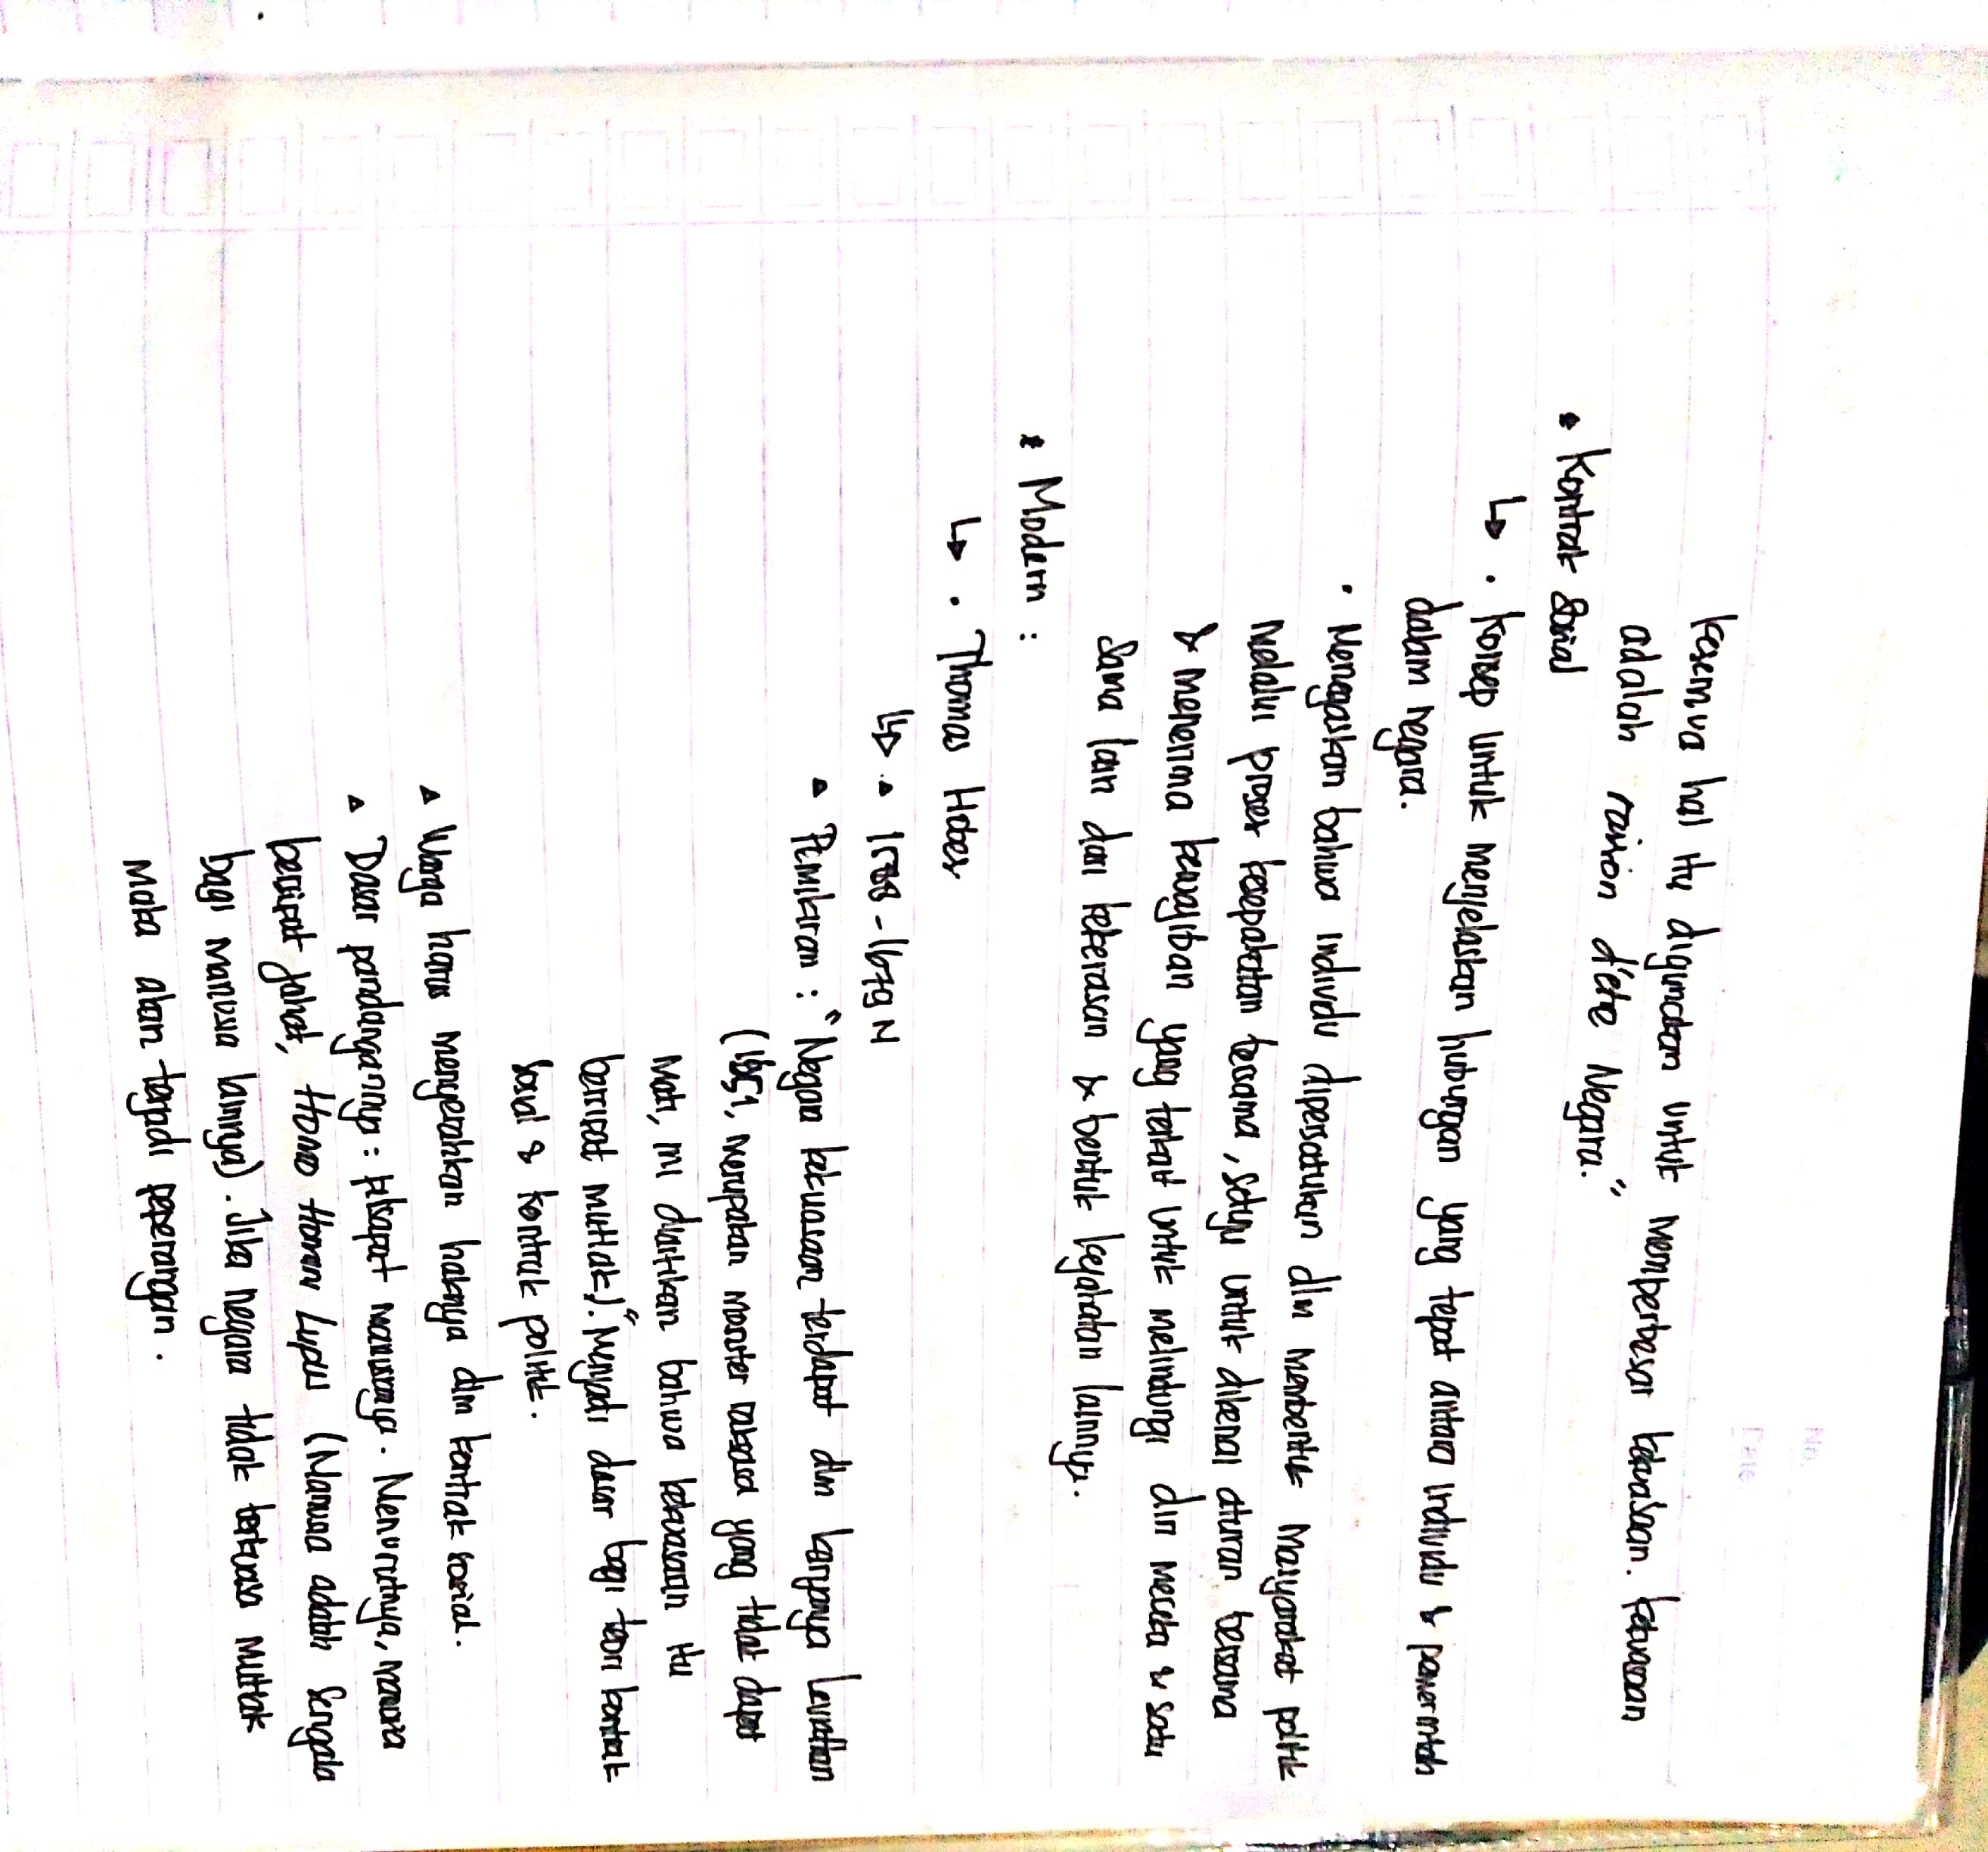 kesemua hal itu digunakan untuk memperbesar kekuasaan. kekuasaan
adalah raison d'etre Negara."
• Kontrak Sosial
↳ • Konsep untuk menjelaskan hubungan yang tepat antara individu & pemerintah
dalam negara.
• Menegaskan bahwa individu dipersatukan dlm membentuk masyarakat politik
melalui proses kesepakatan bersama, setuju untuk dikenai aturan bersama
& menerima kewajiban yang terkait untuk melindungi diri mereka & satu
sama lain dari kekerasan & bentuk kejahatan lainnya.
* Modern :
↳ • Thomas Hobes
↳ ▵ 1588 - 1679 M
▵ Pemikiran : "Negara kekuasaan terdapat dlm karyanya Leviathan
(1651, merupakan monster raksasa yang tidak dapat
mati, ini diartikan bahwa kekuasaan itu
bersifat mutlak)." Menjadi dasar bagi teori kontrak
sosial & kontrak politik.
▵ Warga harus menyerahkan haknya dlm kontrak sosial.
▵ Dasar pandangannya : filsafat manusianya. Menurutnya, manusia
bersifat jahat, Homo Homini Lupus (Manusia adalah serigala
bagi manusia lainnya). Jika negara tidak berkuasa mutlak
maka akan terjadi peperangan.
No.
Date